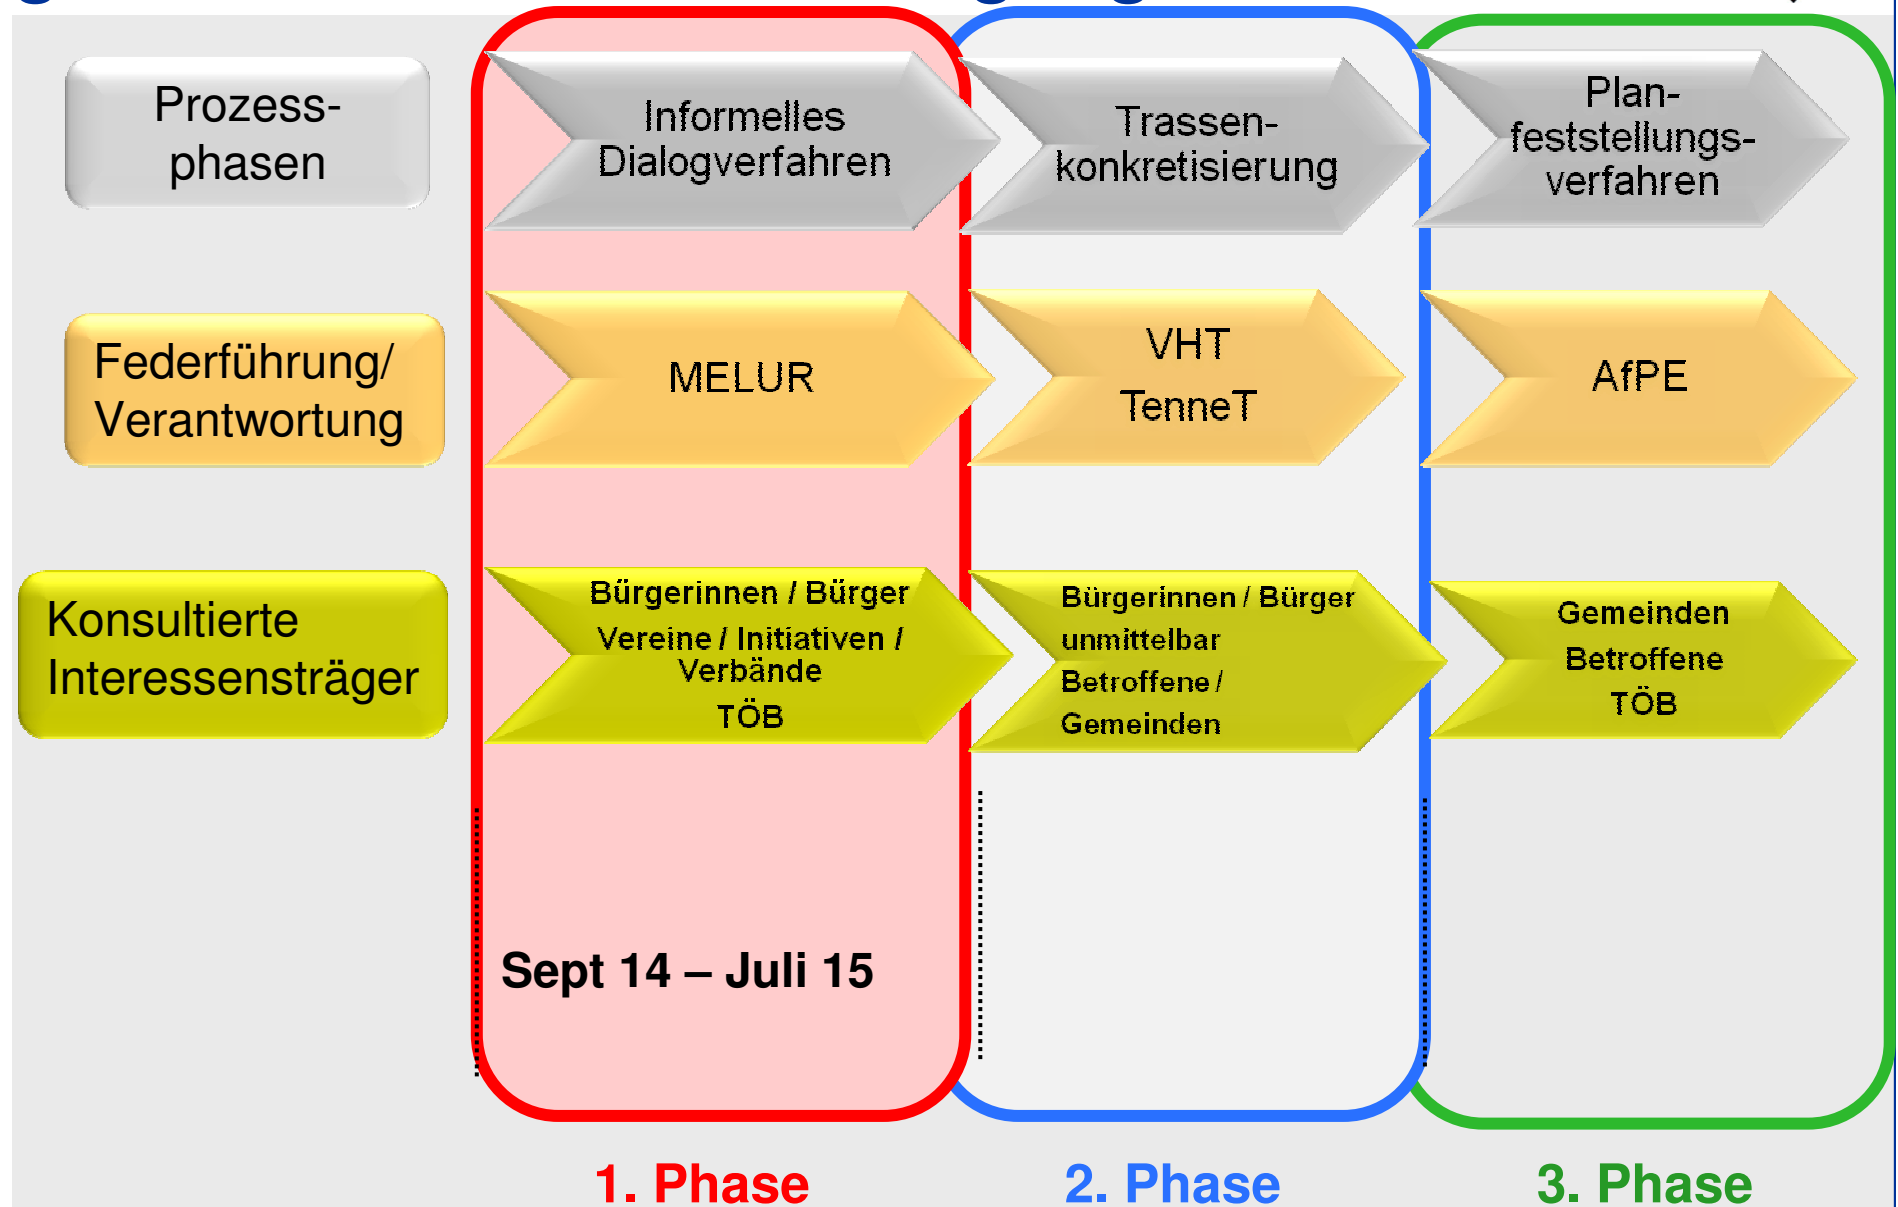 Prozess-
phasen
Informelles
Dialogverfahren
Trassen-
konkretisierung
Plan-
feststellungs-
verfahren
Federführung/
Verantwortung
MELUR
VHT
TenneT
AfPE
Konsultierte
Interessensträger
Bürgerinnen / Bürger
Vereine / Initiativen /
Verbände
TÖB
Bürgerinnen / Bürger
unmittelbar
Betroffene /
Gemeinden
Gemeinden
Betroffene
TÖB
Sept 14 – Juli 15
1. Phase
2. Phase
3. Phase